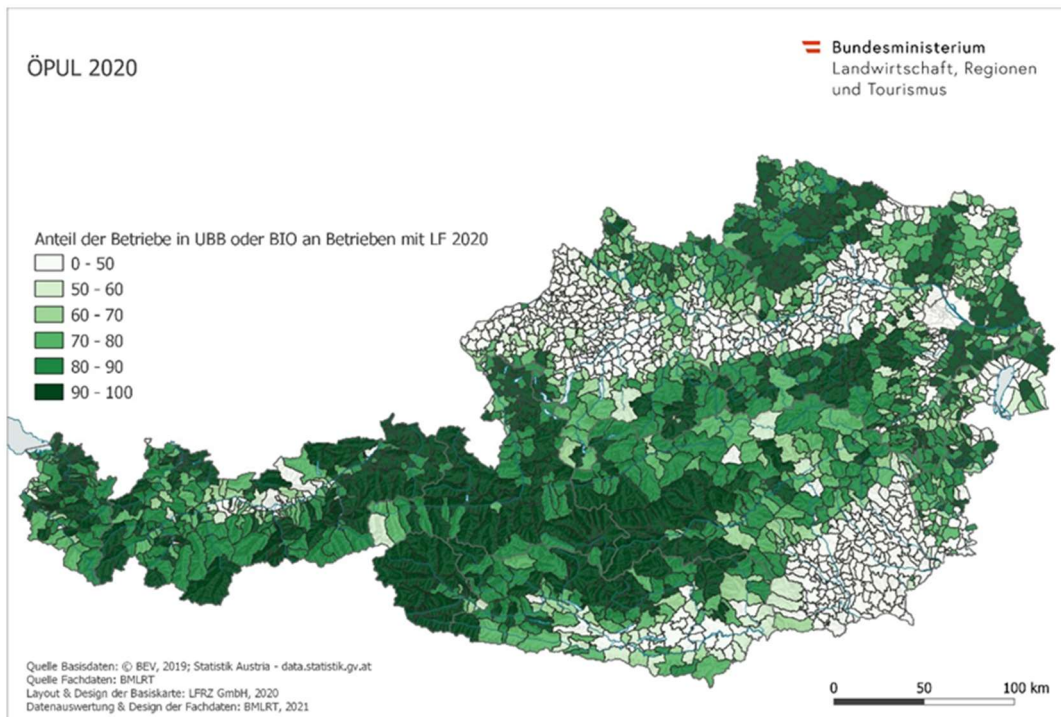 ÖPUL 2020
Bundesministerium
Landwirtschaft, Regionen
und Tourismus
Anteil der Betriebe in UBB oder BIO an Betrieben mit LF 2020
0 - 50
50 - 60
60 - 70
70 - 80
80 - 90
90 - 100
Quelle Basisdaten: © BEV, 2019; Statistik Austria - data.statistik.gv.at
Quelle Fachdaten: BMLRT
Layout & Design der Basiskarte: LFRZ GmbH, 2020
Datenauswertung & Design der Fachdaten: BMLRT, 2021
0 50 100 km